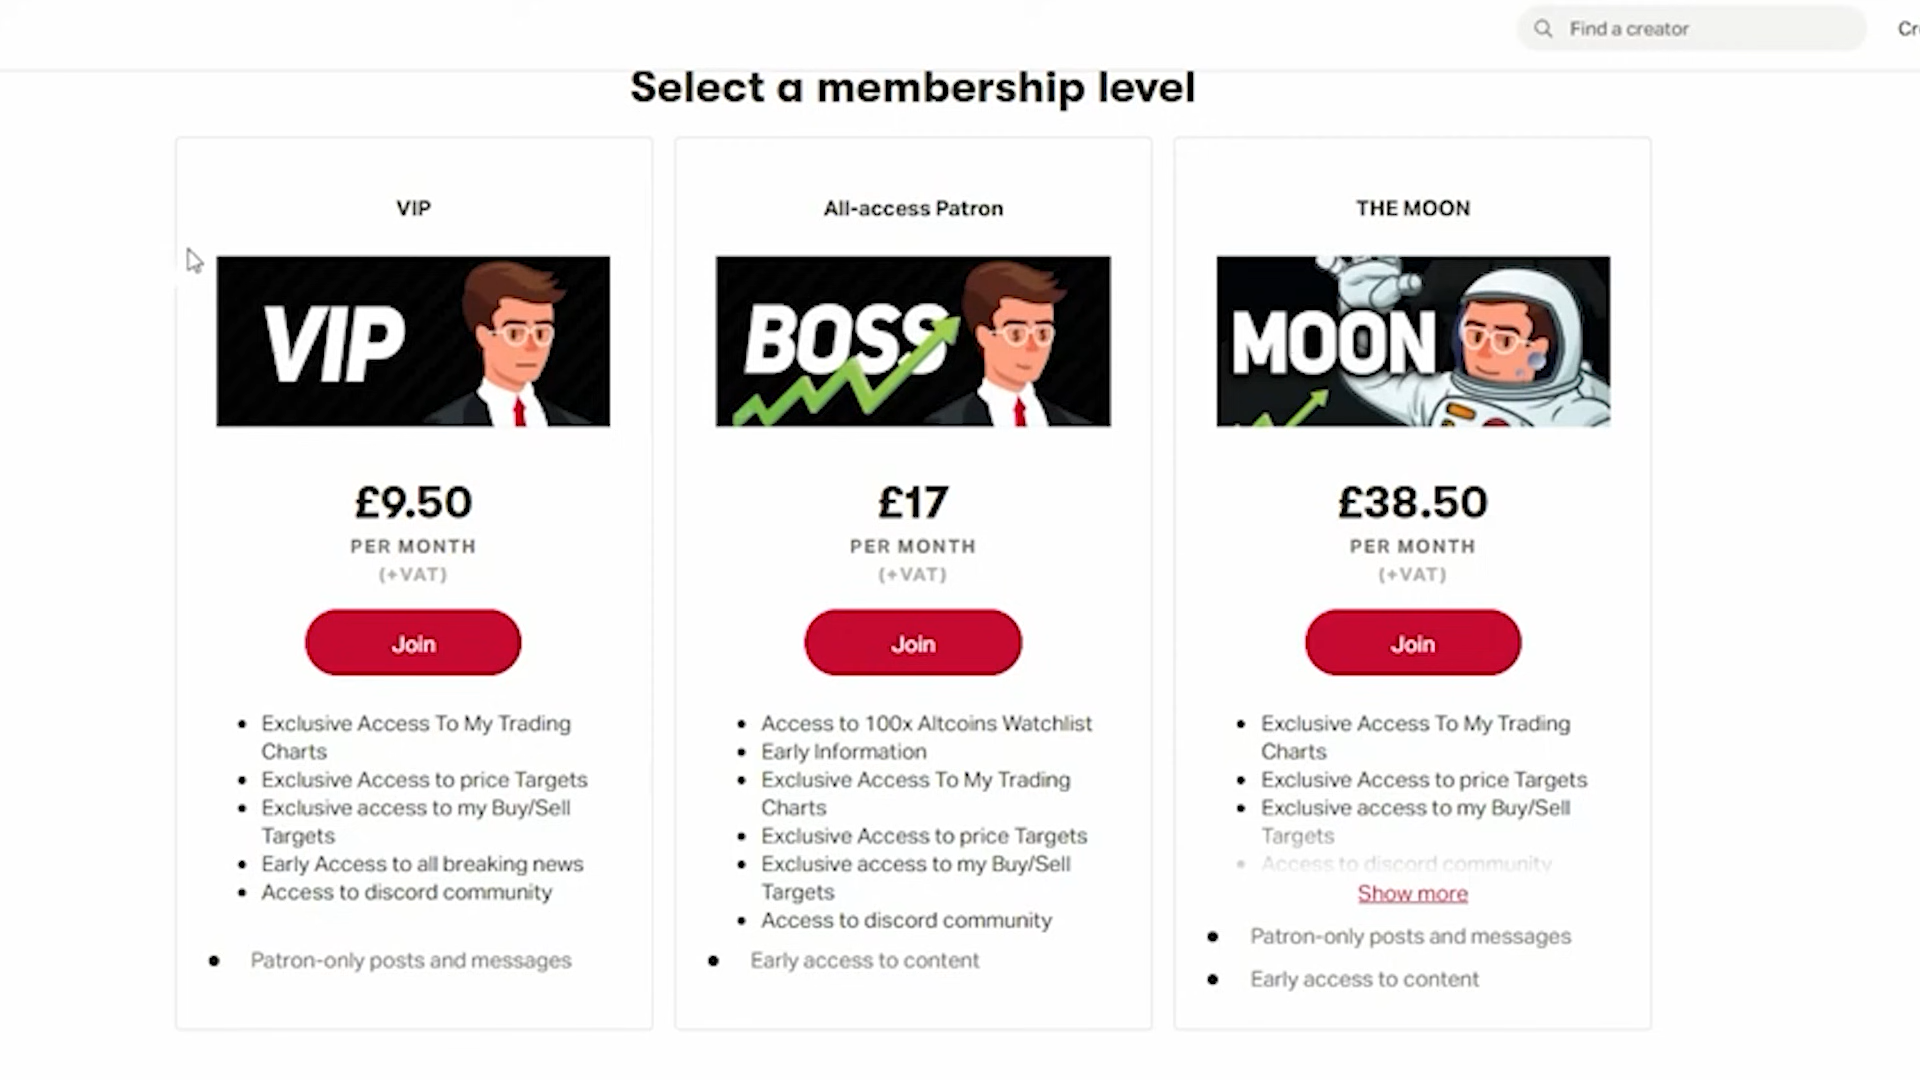 Find a creator
Select a membership level
VIP
VIP
£9.50
PER MONTH
(+VAT)
Join
Exclusive Access To My Trading
Charts
Exclusive Access to price Targets
Exclusive access to my Buy/Sell
Targets
Early Access to all breaking news
Access to discord community
Patron-only posts and messages
All-access Patron
BOSS
£17
PER MONTH
(+VAT)
Join
Access to 100x Altcoins Watchlist
Early Information
Exclusive Access To My Trading
Charts
Exclusive Access to price Targets
Exclusive access to my Buy/Sell
Targets
Access to discord community
Early access to content
THE MOON
MOON
£38.50
PER MONTH
(+VAT)
Join
Exclusive Access To My Trading
Charts
Exclusive Access to price Targets
Exclusive access to my Buy/Sell
Targets
Access to discord community
Show more
Patron-only posts and messages
Early access to content